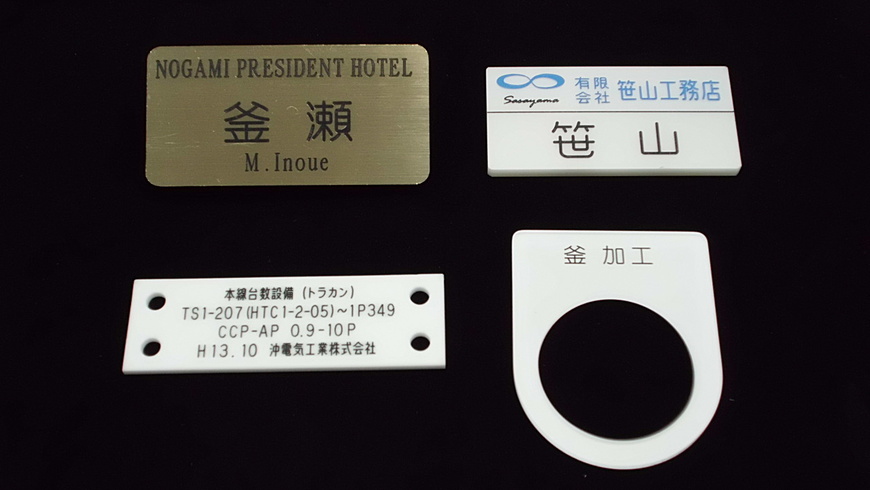 NOGAMI PRESIDENT HOTEL
釜瀬
M.Inoue
Sasayama
有限会社 笹山工務店
笹山
本線台数設備 (トラカン)
TS1-207(HTC1-2-05)~1P349
CCP-AP 0.9-10P
H13.10 沖電気工業株式会社
釜加工